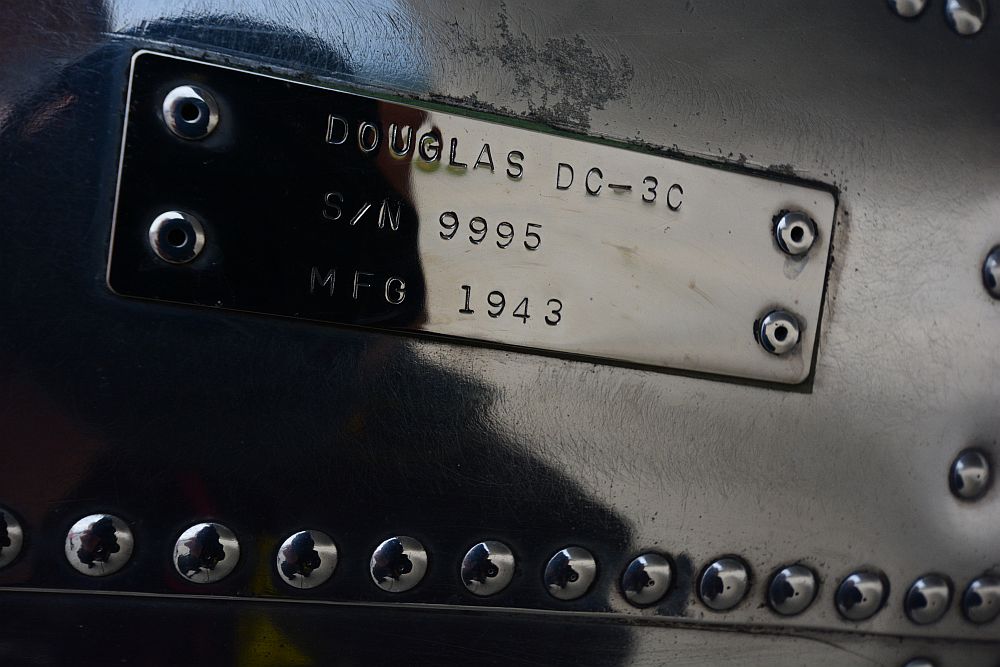 DOUGLAS DC-3C
S/N 9995
MFG 1943